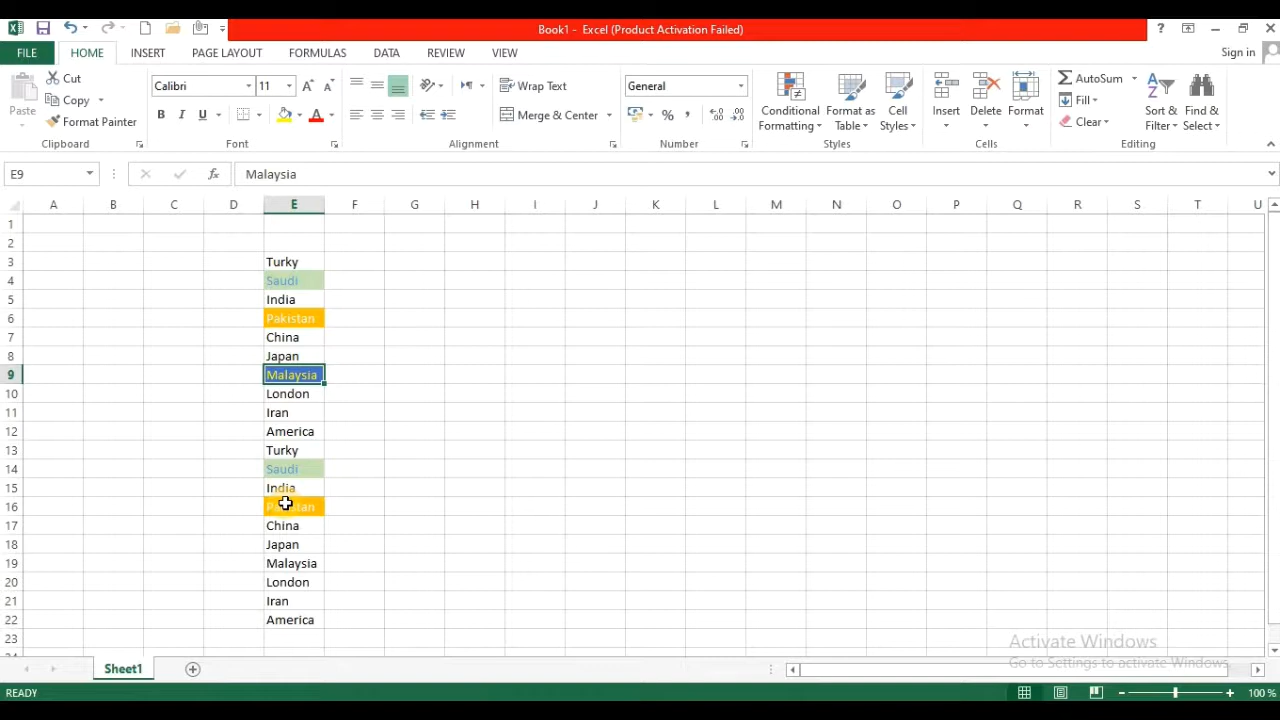 Book1 - Excel (Product Activation Failed)
Sign in
FILE HOME INSERT PAGE LAYOUT FORMULAS DATA REVIEW VIEW
Paste
Cut
Copy
Format Painter
Clipboard
Calibri 11
B I U A
Font
Wrap Text
Merge & Center
Alignment
General
%
Number
Conditional Formatting
Format as Table
Cell Styles
Styles
Insert
Delete
Format
Cells
AutoSum
Fill
Clear
Sort & Filter
Find & Select
Editing
E9 fx Malaysia
A B C D E F G H I J K L M N O P Q R S T U
1
2
3 Turky
4 Saudi
5 India
6 Pakistan
7 China
8 Japan
9 Malaysia
10 London
11 Iran
12 America
13 Turky
14 Saudi
15 India
16 Pakistan
17 China
18 Japan
19 Malaysia
20 London
21 Iran
22 America
23
Activate Windows
Go to Settings to activate Windows.
Sheet1
READY
100 %